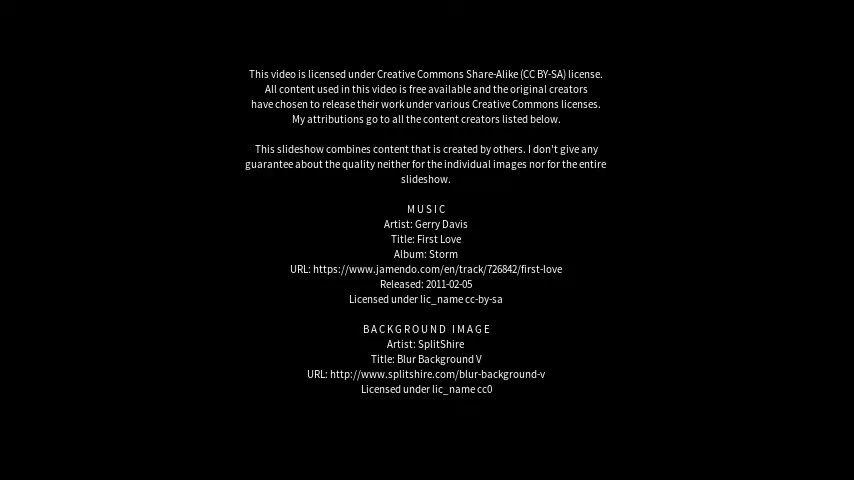 This video is licensed under Creative Commons Share-Alike (CC BY-SA) license.
All content used in this video is free available and the original creators
have chosen to release their work under various Creative Commons licenses.
My attributions go to all the content creators listed below.
This slideshow combines content that is created by others. I don't give any
guarantee about the quality neither for the individual images nor for the entire
slideshow.
MUSIC
Artist: Gerry Davis
Title: First Love
Album: Storm
URL: https://www.jamendo.com/en/track/726842/first-love
Released: 2011-02-05
Licensed under lic_name cc-by-sa
BACKGROUND IMAGE
Artist: SplitShire
Title: Blur Background V
URL: http://www.splitshire.com/blur-background-v
Licensed under lic_name cc0